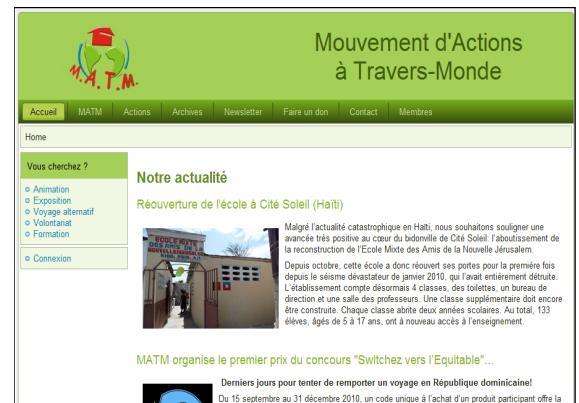 M.A.T.M.
Mouvement d'Actions
à Travers-Monde
Accueil MATM Actions Archives Newsletter Faire un don Contact Membres
Home
Vous cherchez ?
Animation
Exposition
Voyage alternatif
Volontariat
Formation
Connexion
Notre actualité
Réouverture de l'école à Cité Soleil (Haïti)
ECOLE MIXTE
DES AMIS DE LA
NOUVELLE JERUSALEM
Malgré l'actualité catastrophique en Haïti, nous souhaitons souligner une
avancée très positive au cœur du bidonville de Cité Soleil: l'aboutissement de
la reconstruction de l'Ecole Mixte des Amis de la Nouvelle Jérusalem.
Depuis octobre, cette école a donc réouvert ses portes pour la première fois
depuis le séisme dévastateur de janvier 2010, qui l'avait entièrement détruite.
L'établissement compte désormais 4 classes, des toilettes, un bureau de
direction et une salle des professeurs. Une classe supplémentaire doit encore
être construite. Chaque classe abrite deux années scolaires. Au total, 133
élèves, âgés de 5 à 17 ans, ont à nouveau accès à l'enseignement.
MATM organise le premier prix du concours "Switchez vers l'Equitable"...
Derniers jours pour tenter de remporter un voyage en République dominicaine!
Du 15 septembre au 31 décembre 2010, un code unique à l'achat d'un produit participant offre la